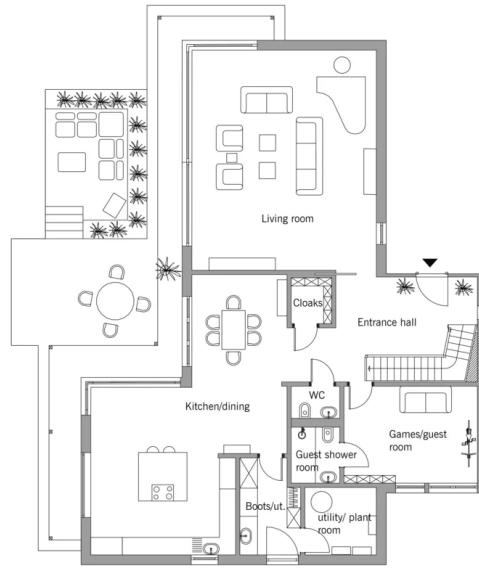 Living room
Cloaks
Entrance hall
WC
Kitchen/dining
Games/guest
room
Guest shower
room
Boots/ut.
utility/ plant
room